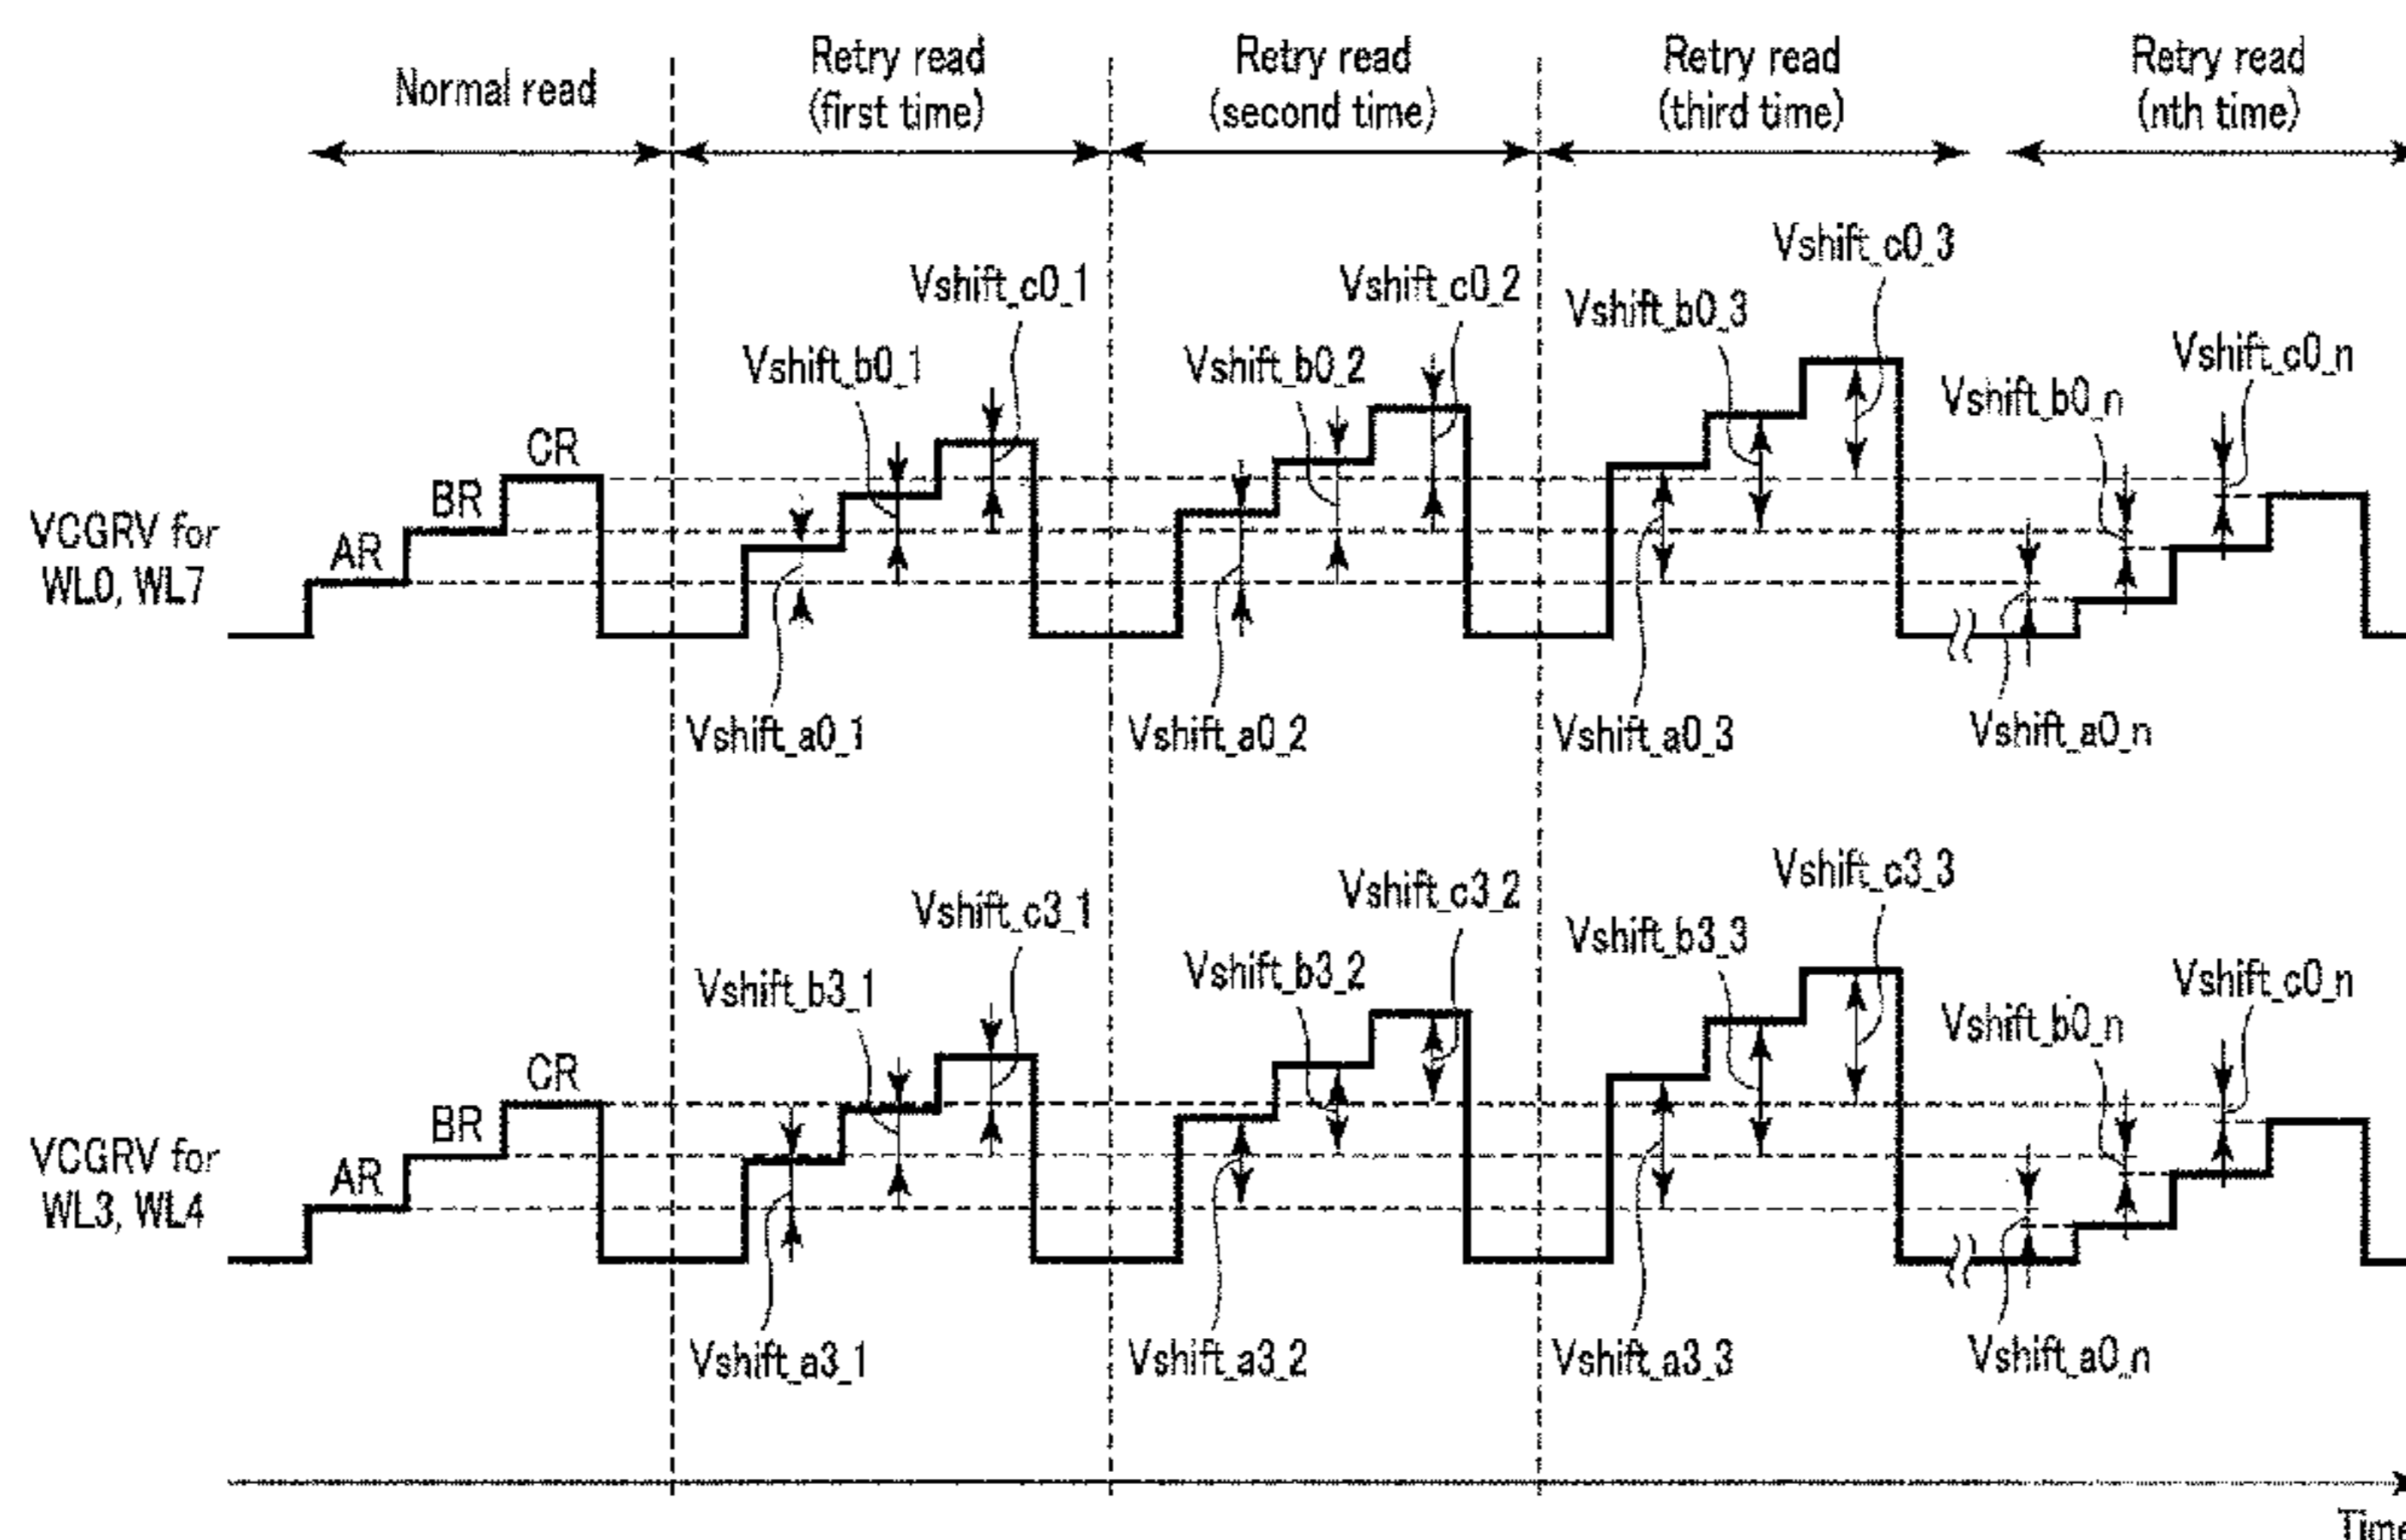 Normal read
Retry read
(first time)
Retry read
(second time)
Retry read
(third time)
Retry read
(nth time)
Vshift_c0_3
Vshift_c0_1
Vshift_c0_2
Vshift_b0_3
Vshift_b0_1
Vshift_b0_2
Vshift_c0_n
Vshift_b0_n
CR
BR
AR
VCGRV for
WL0, WL7
Vshift_a0_1
Vshift_a0_2
Vshift_a0_3
Vshift_a0_n
Vshift_c3_3
Vshift_c3_1
Vshift_c3_2
Vshift_b3_3
Vshift_b3_1
Vshift_b3_2
Vshift_c0_n
Vshift_b0_n
CR
BR
AR
VCGRV for
WL3, WL4
Vshift_a3_1
Vshift_a3_2
Vshift_a3_3
Vshift_a0_n
Time